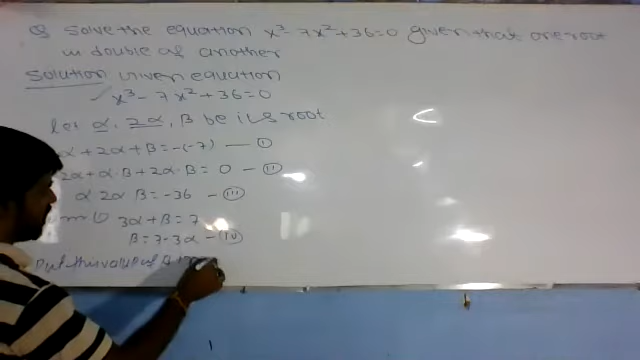 Q solve the equation x³-7x²+36=0 given that one root
is double of another
Solution Given equation
x³-7x²+36=0
let α, 2α, β be its root
α+2α+β=-(-7) — (I)
2α+α.β+2α.β=0 — (II)
α 2α β=-36 — (III)
m (I) 3α+β=7
β=7-3α — (IV)
Put this value of β